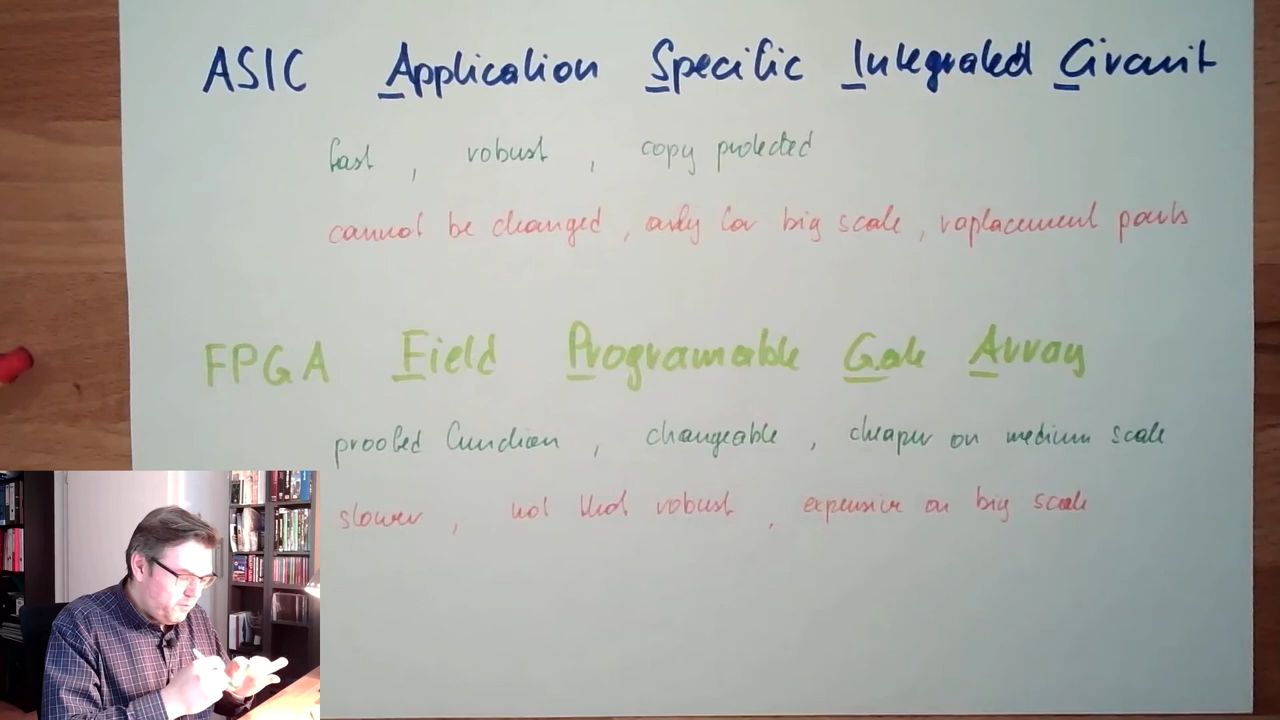 ASIC Application Specific Integrated Circuit
fast , robust , copy protected
cannot be changed , only for big scale , raplacement parts
FPGA Field Programable Gate Array
proofed function , changeable , cheaper on medium scale
slower , not that robust , expensive on big scale